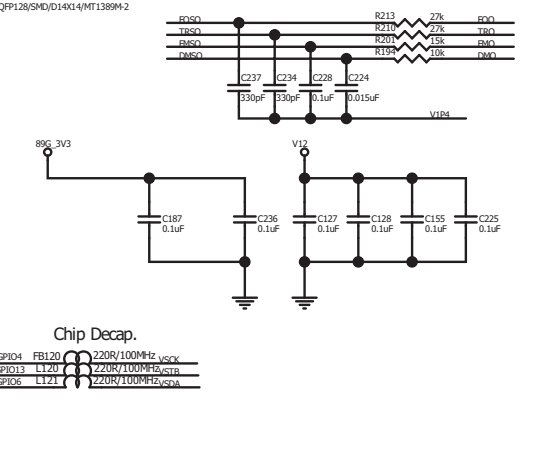 QFP128/SMD/D14X14/MT1389M-2
FOSO R213 27k FOO
TRSO R210 27k TRO
FMSO R201 15k FMO
DMSO R194 10k DMO
C237 C234 C228 C224
330pF 330pF 0.1uF 0.015uF
V1P4
89G_3V3 V12
C187 C236 C127 C128 C155 C225
0.1uF 0.1uF 0.1uF 0.1uF 0.1uF 0.1uF
Chip Decap.
GPIO4 FB120 220R/100MHz VSCK
GPIO13 L120 220R/100MHz VSTB
GPIO6 L121 220R/100MHz VSDA